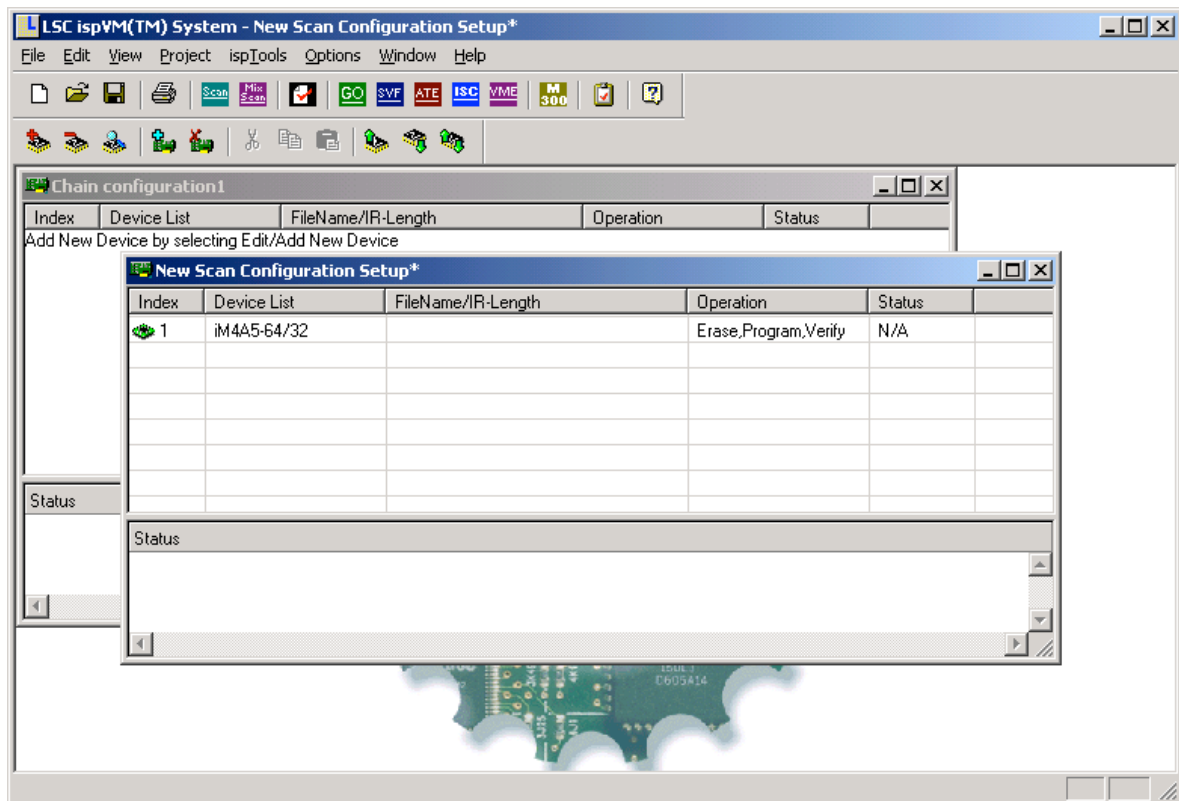 LSC ispVM(TM) System - New Scan Configuration Setup*
File Edit View Project ispTools Options Window Help
Scan Mix Scan GO SVF ATE ISC VME M 300
Chain configuration1
Index Device List FileName/IR-Length Operation Status
Add New Device by selecting Edit/Add New Device
New Scan Configuration Setup*
Index Device List FileName/IR-Length Operation Status
1 iM4A5-64/32 Erase,Program,Verify N/A
Status
Status
D605A14
3J15
4J1